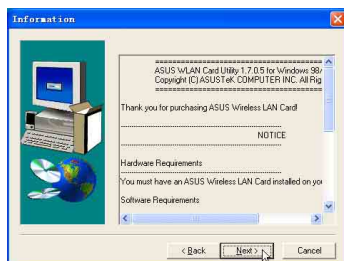 Information
ASUS WLAN Card Utility 1.7.0.5 for Windows 98/
Copyright (C) ASUSTeK COMPUTER INC. All Rig
Thank you for purchasing ASUS Wireless LAN Card!
NOTICE
Hardware Requirements
You must have an ASUS Wireless LAN Card installed on you
Software Requirements
< Back Next > Cancel